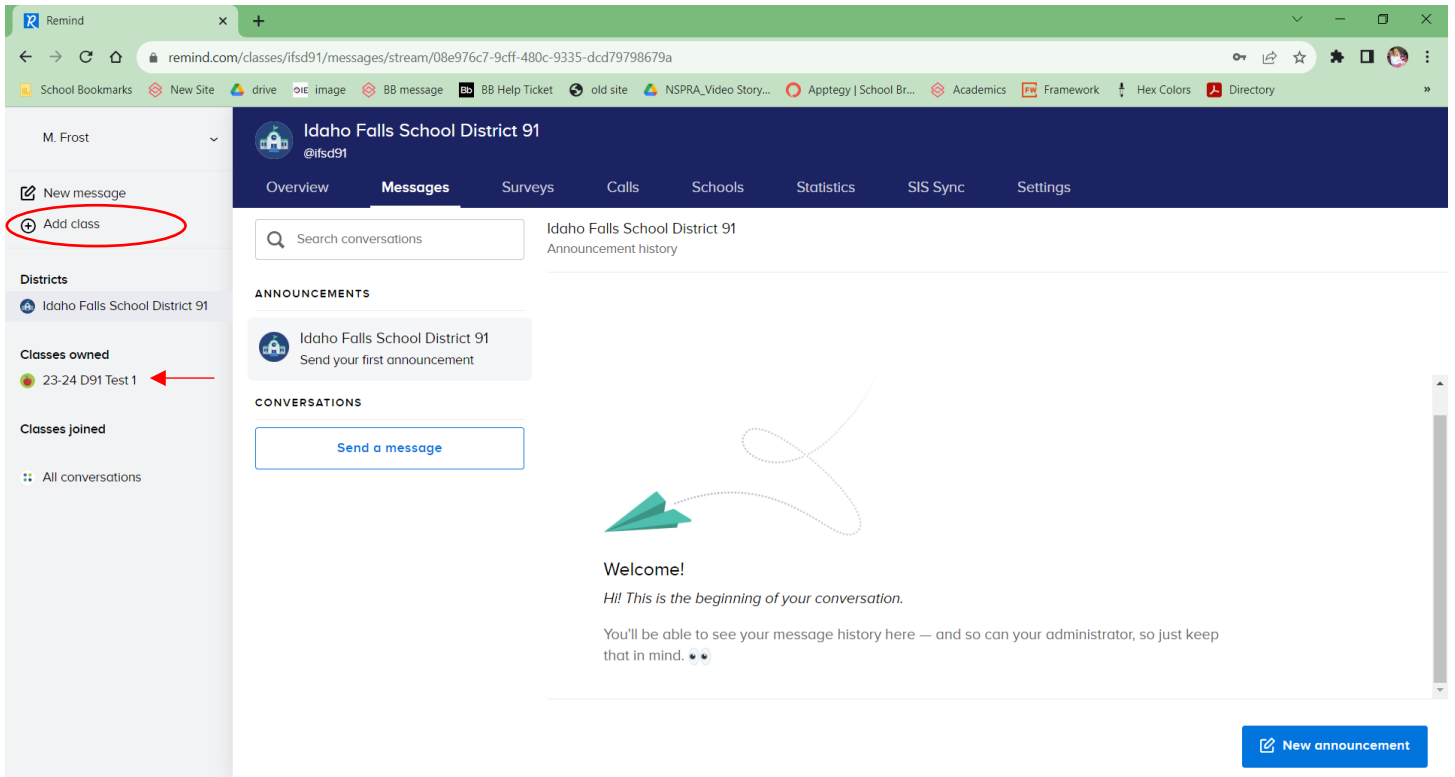 Remind
remind.com/classes/ifsd91/messages/stream/08e976c7-9cff-480c-9335-dcd79798679a
School Bookmarks New Site drive OIE image BB message Bb BB Help Ticket old site NSPRA_Video Story... Apptegy | School Br... Academics FW Framework Hex Colors Directory »
M. Frost
New message
Add class
Districts
Idaho Falls School District 91
Classes owned
23-24 D91 Test 1
Classes joined
All conversations
Idaho Falls School District 91
@ifsd91
Overview Messages Surveys Calls Schools Statistics SIS Sync Settings
Search conversations
ANNOUNCEMENTS
Idaho Falls School District 91
Send your first announcement
CONVERSATIONS
Send a message
Idaho Falls School District 91
Announcement history
Welcome!
Hi! This is the beginning of your conversation.
You'll be able to see your message history here — and so can your administrator, so just keep
that in mind. 👀
New announcement